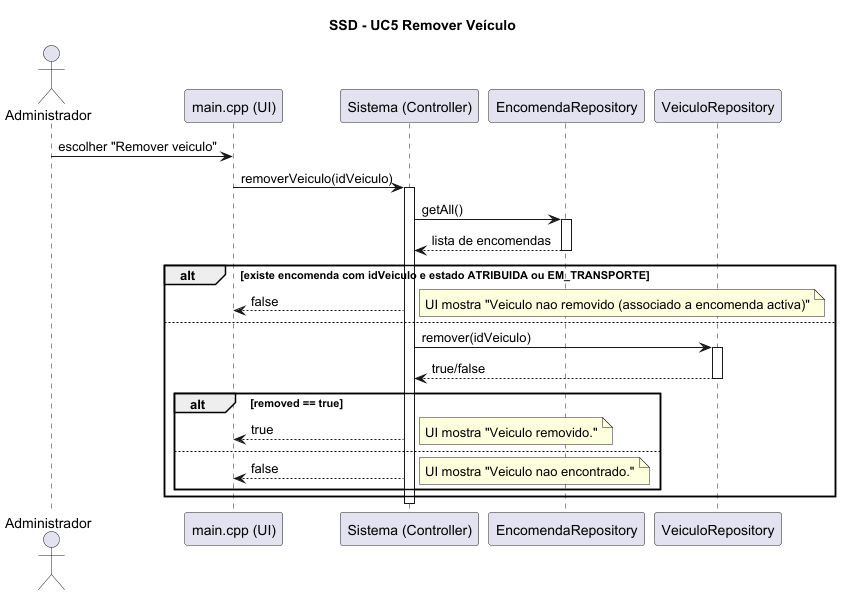 SSD - UC5 Remover Veículo
Administrador
main.cpp (UI)
Sistema (Controller)
EncomendaRepository
VeiculoRepository
escolher "Remover veiculo"
removerVeiculo(idVeiculo)
getAll()
lista de encomendas
alt
[existe encomenda com idVeiculo e estado ATRIBUIDA ou EM_TRANSPORTE]
false
UI mostra "Veiculo nao removido (associado a encomenda activa)"
remover(idVeiculo)
true/false
alt
[removed == true]
true
UI mostra "Veiculo removido."
false
UI mostra "Veiculo nao encontrado."
Administrador
main.cpp (UI)
Sistema (Controller)
EncomendaRepository
VeiculoRepository